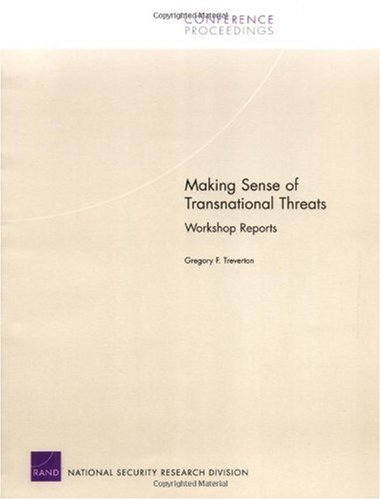 Copyrighted Material
CONFERENCE
PROCEEDINGS
Making Sense of
Transnational Threats
Workshop Reports
Gregory F. Treverton
RAND NATIONAL SECURITY RESEARCH DIVISION
Copyrighted Material